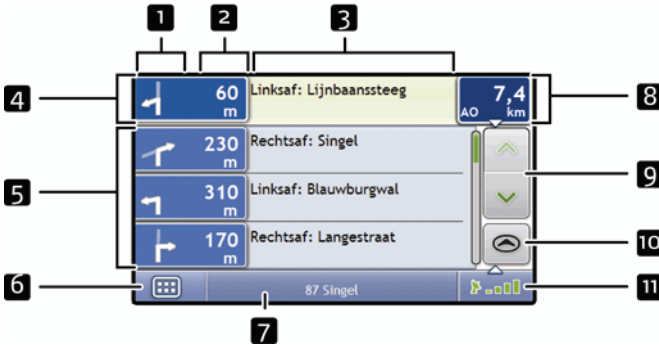 1 2 3
4 60 m Linksaf: Lijnbaanssteeg 7,4 AO km 8
230 m Rechtsaf: Singel
5 310 m Linksaf: Blauwburgwal 9
170 m Rechtsaf: Langestraat 10
6 87 Singel 11
7